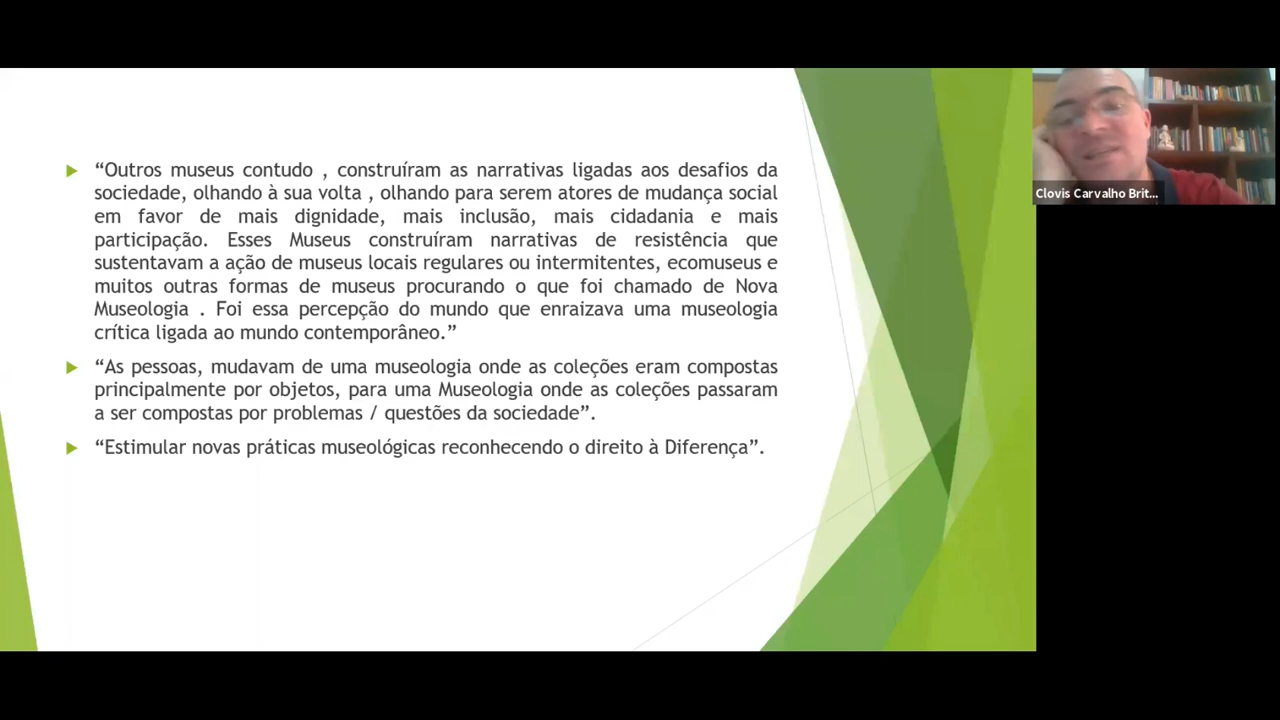 “Outros museus contudo , construíram as narrativas ligadas aos desafios da
sociedade, olhando à sua volta , olhando para serem atores de mudança social
em favor de mais dignidade, mais inclusão, mais cidadania e mais
participação. Esses Museus construíram narrativas de resistência que
sustentavam a ação de museus locais regulares ou intermitentes, ecomuseus e
muitos outras formas de museus procurando o que foi chamado de Nova
Museologia . Foi essa percepção do mundo que enraizava uma museologia
crítica ligada ao mundo contemporâneo.”
“As pessoas, mudavam de uma museologia onde as coleções eram compostas
principalmente por objetos, para uma Museologia onde as coleções passaram
a ser compostas por problemas / questões da sociedade”.
“Estimular novas práticas museológicas reconhecendo o direito à Diferença”.
Clovis Carvalho Brit...